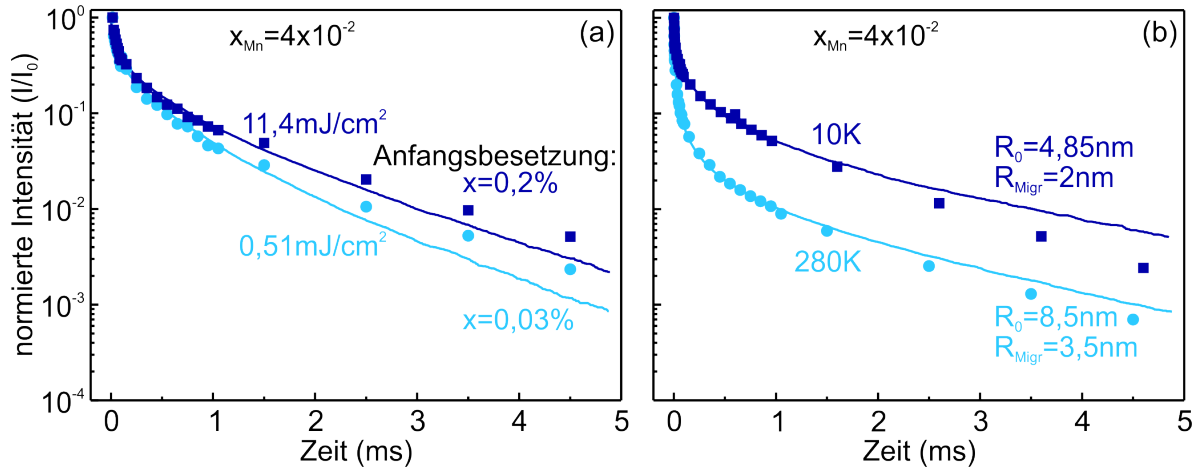 normierte Intensität (I/I₀)
10⁰
10⁻¹
10⁻²
10⁻³
10⁻⁴
x_Mn=4x10⁻²
(a)
11,4mJ/cm²
Anfangsbesetzung:
x=0,2%
0,51mJ/cm²
x=0,03%
0 1 2 3 4 5
Zeit (ms)
x_Mn=4x10⁻²
(b)
10K
R₀=4,85nm
R_Migr=2nm
280K
R₀=8,5nm
R_Migr=3,5nm
0 1 2 3 4 5
Zeit (ms)